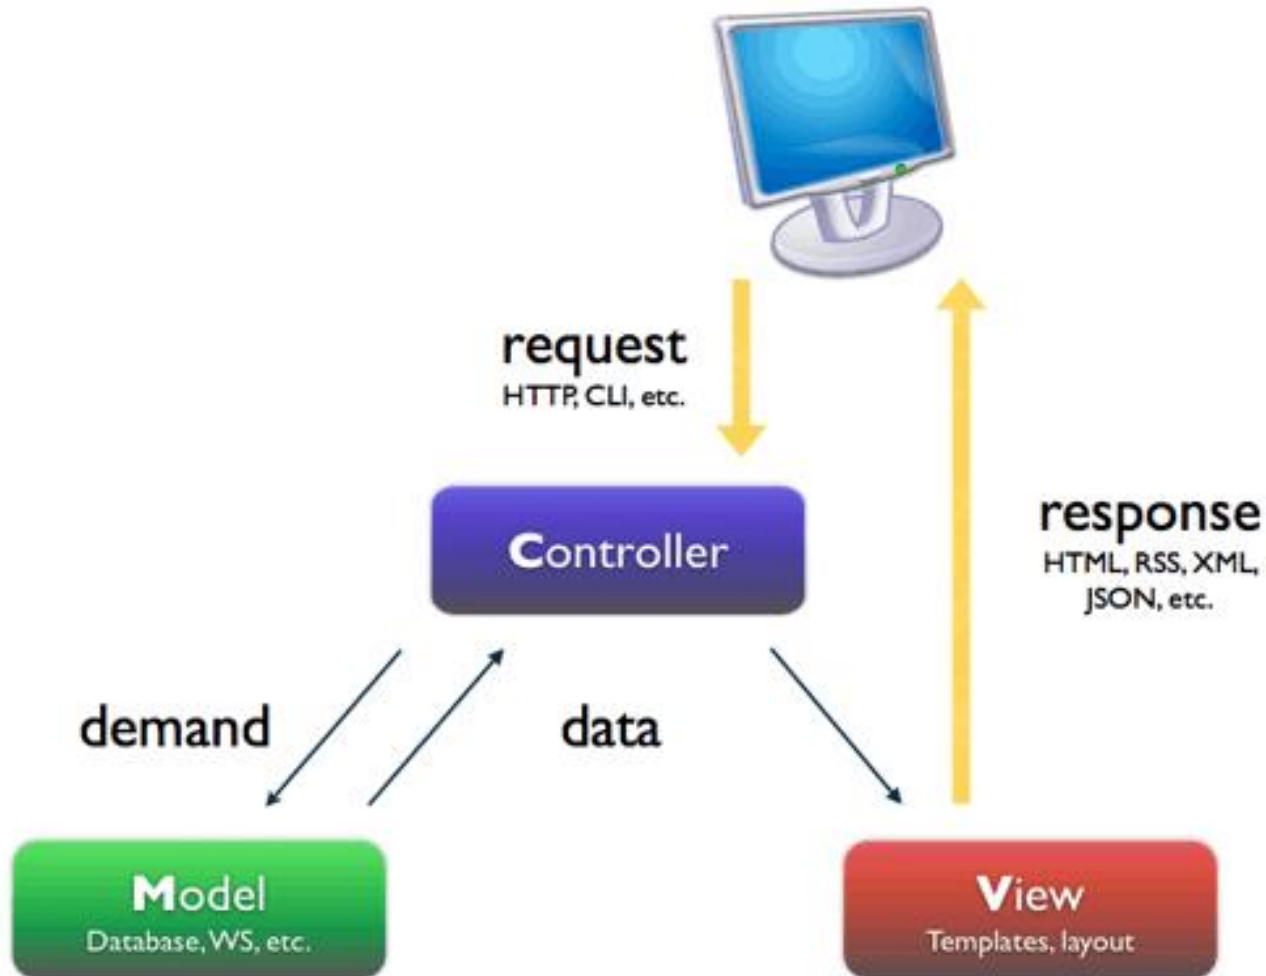 request
HTTP, CLI, etc.
Controller
response
HTML, RSS, XML,
JSON, etc.
demand
data
Model
Database, WS, etc.
View
Templates, layout